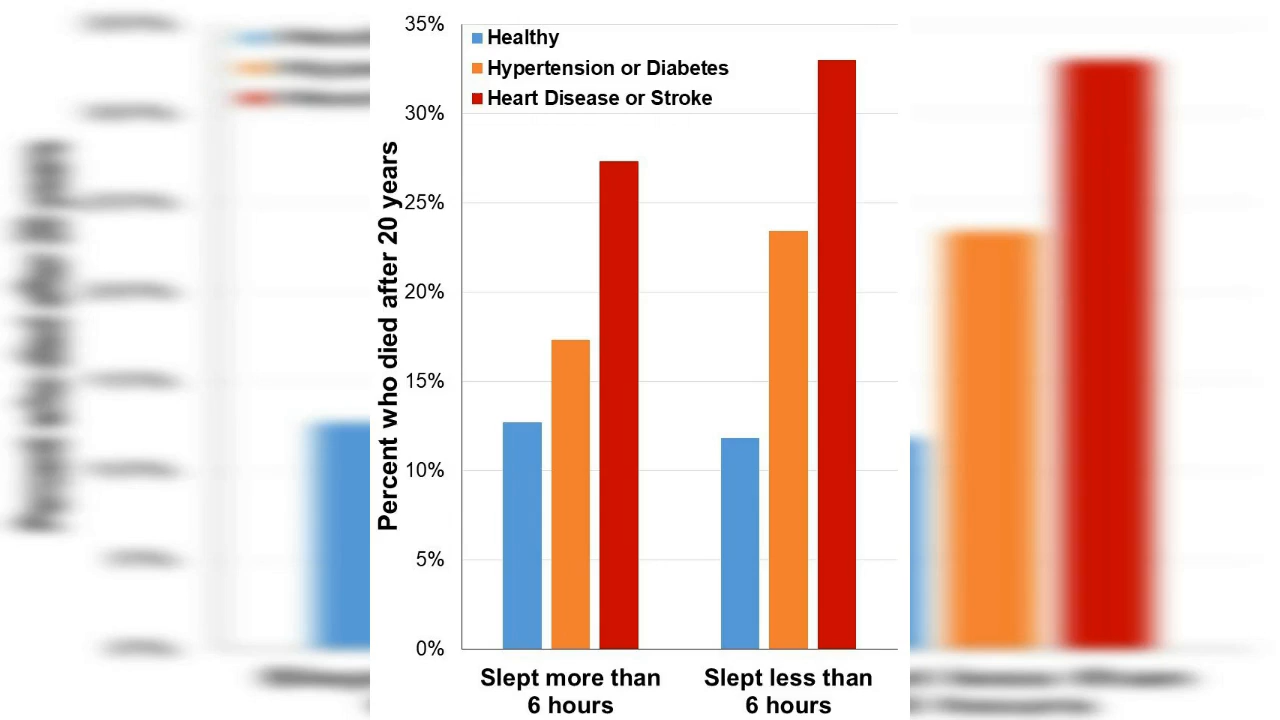 35%
30%
25%
20%
15%
10%
5%
0%
Percent who died after 20 years
Healthy
Hypertension or Diabetes
Heart Disease or Stroke
Slept more than
6 hours
Slept less than
6 hours